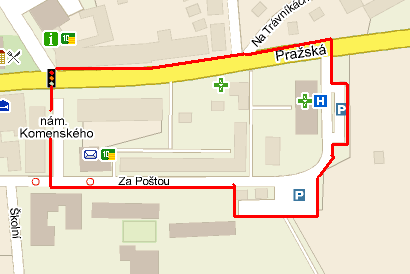 Na Trávníkách
Pražská
nám.
Komenského
Za Poštou
Školní
H
P
P
i